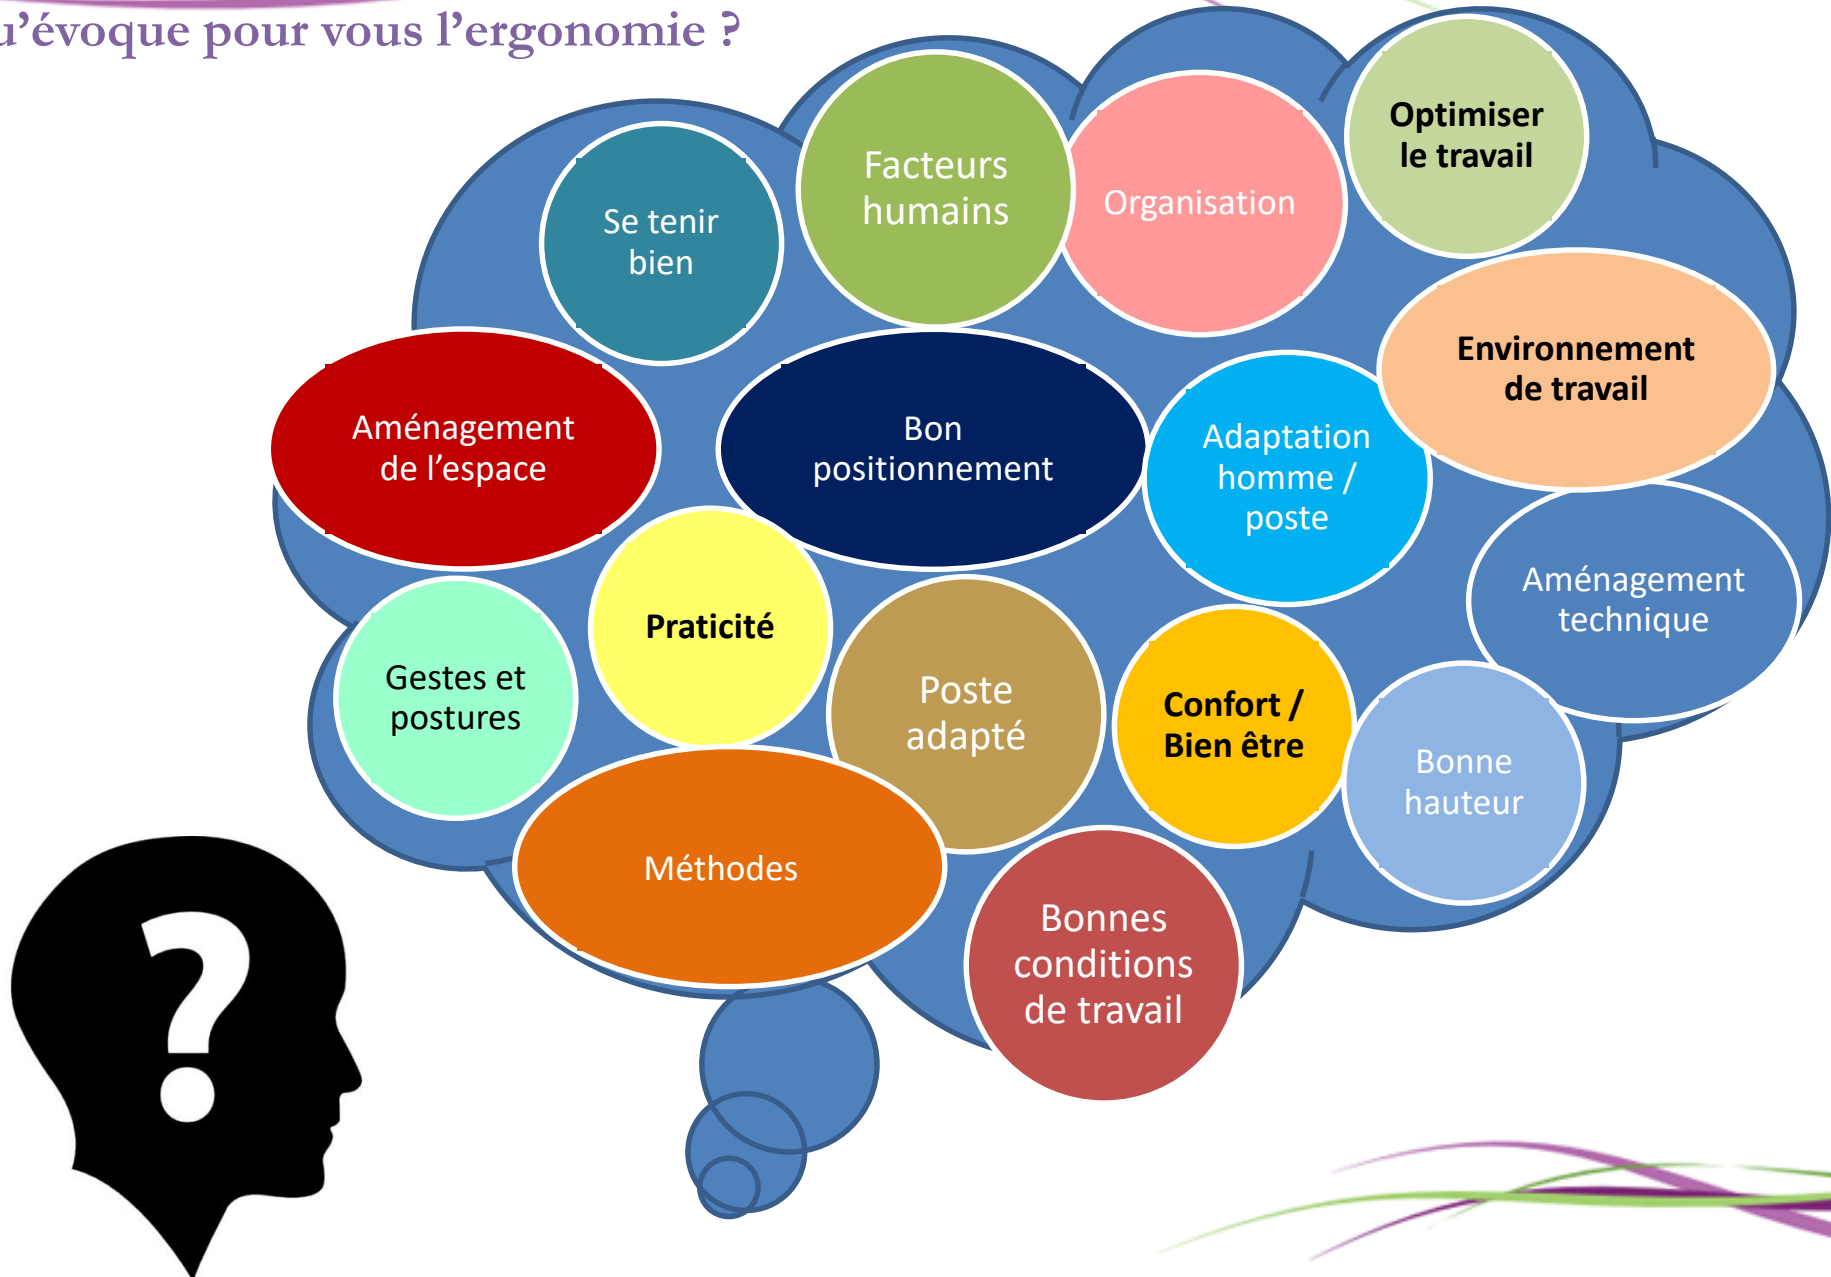 u’évoque pour vous l’ergonomie ?
Optimiser
le travail
Facteurs
humains
Organisation
Se tenir
bien
Environnement
de travail
Aménagement
de l’espace
Bon
positionnement
Adaptation
homme /
poste
Aménagement
technique
Praticité
Gestes et
postures
Poste
adapté
Confort /
Bien être
Bonne
hauteur
Méthodes
Bonnes
conditions
de travail
?